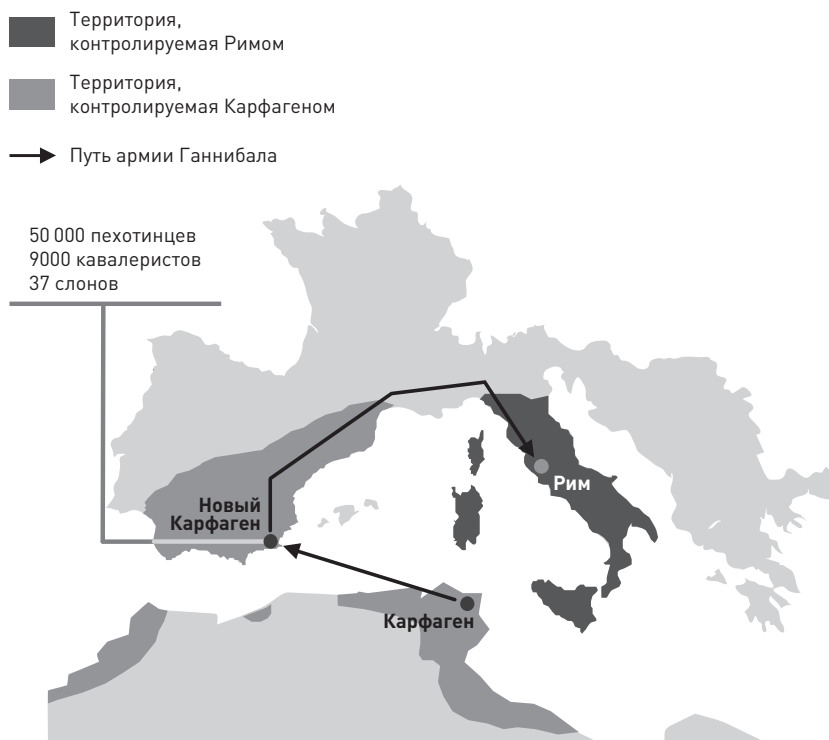 Территория,
контролируемая Римом
Территория,
контролируемая Карфагеном
Путь армии Ганнибала
50 000 пехотинцев
9000 кавалеристов
37 слонов
Новый
Карфаген
Рим
Карфаген